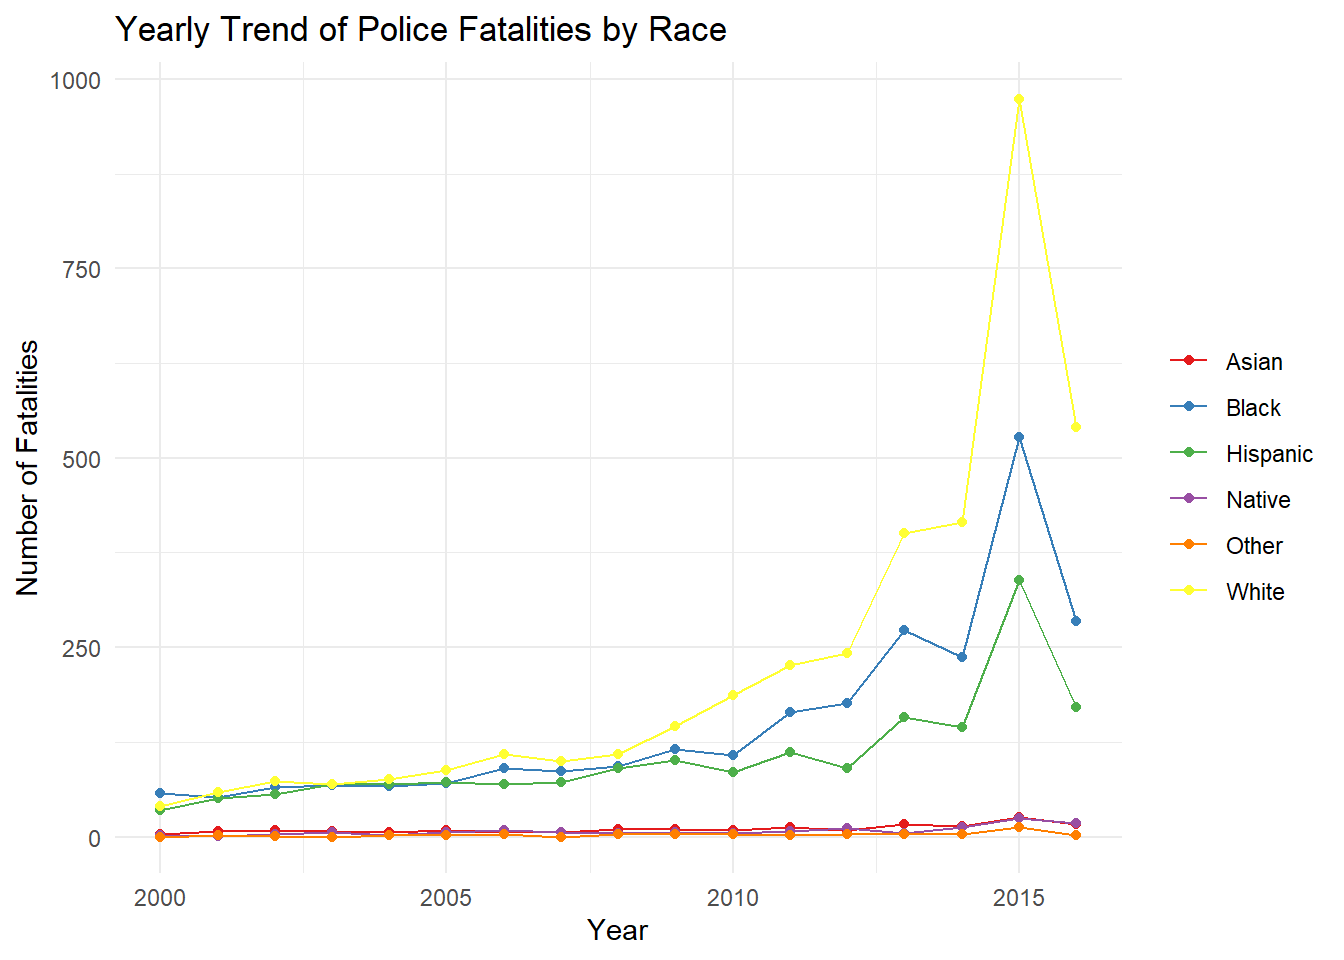 Yearly Trend of Police Fatalities by Race
Number of Fatalities
1000
750
500
250
0
2000
2005
2010
2015
Year
Asian
Black
Hispanic
Native
Other
White